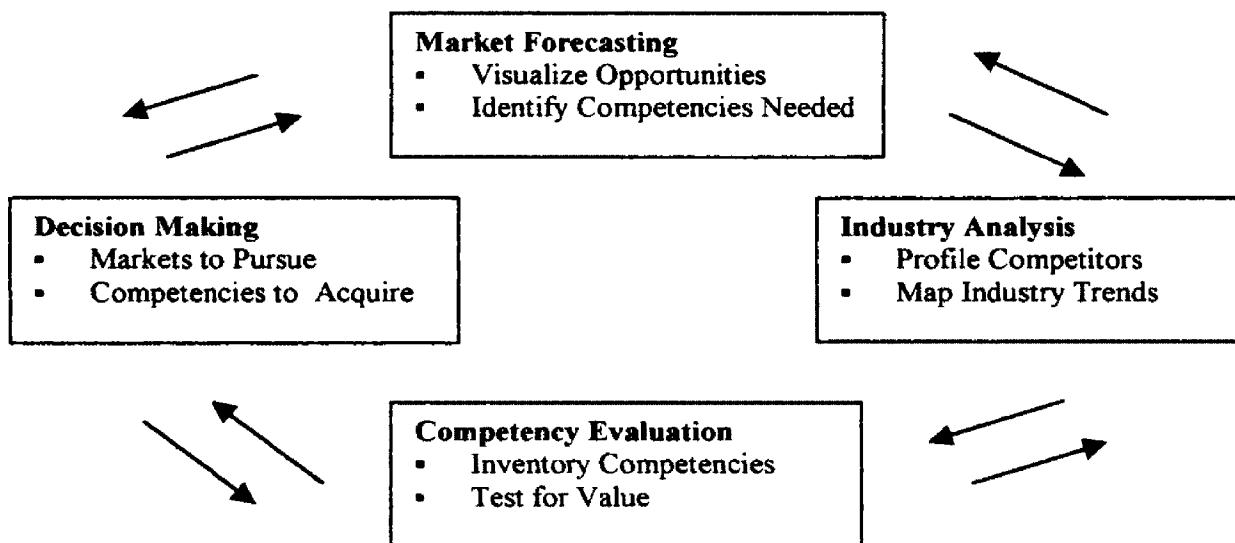 Market Forecasting
▪ Visualize Opportunities
▪ Identify Competencies Needed
Decision Making
▪ Markets to Pursue
▪ Competencies to Acquire
Industry Analysis
▪ Profile Competitors
▪ Map Industry Trends
Competency Evaluation
▪ Inventory Competencies
▪ Test for Value